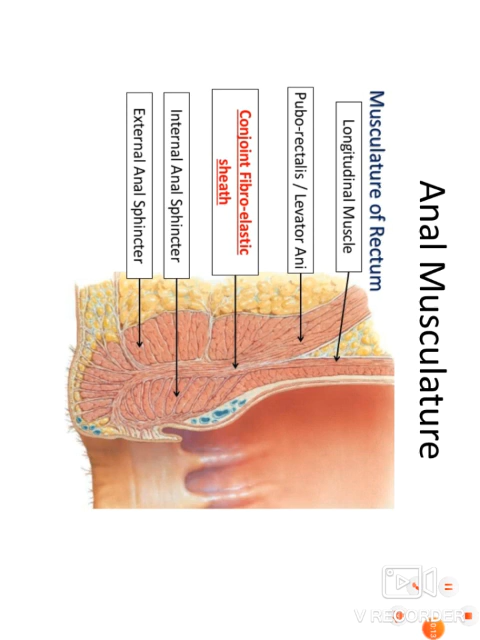 Anal Musculature
Musculature of Rectum
Longitudinal Muscle
Pubo-rectalis / Levator Ani
Conjoint Fibro-elastic
sheath
Internal Anal Sphincter
External Anal Sphincter
V RECORDER